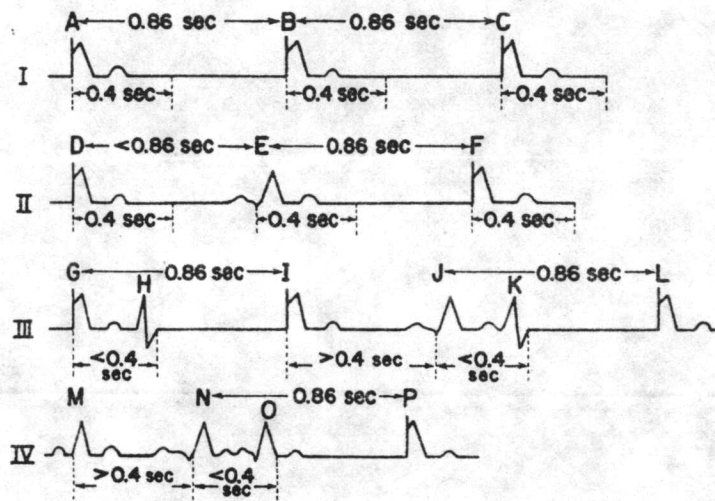 A 0.86 sec B 0.86 sec C
I
0.4 sec 0.4 sec 0.4 sec
D <0.86 sec E 0.86 sec F
II
0.4 sec 0.4 sec 0.4 sec
G 0.86 sec I J 0.86 sec L
H K
III
<0.4 sec >0.4 sec <0.4 sec
M N 0.86 sec P
O
IV
>0.4 sec <0.4 sec